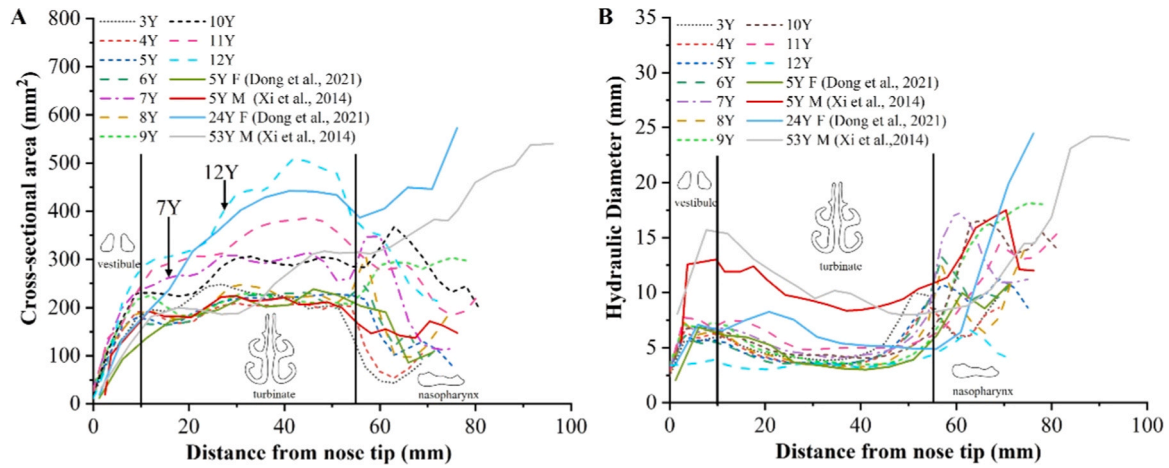 A
3Y
10Y
4Y
11Y
5Y
12Y
6Y
5Y F (Dong et al., 2021)
7Y
5Y M (Xi et al., 2014)
8Y
24Y F (Dong et al., 2021)
9Y
53Y M (Xi et al., 2014)
12Y
7Y
vestibule
turbinate
nasopharynx
800
700
600
500
400
300
200
100
0
Cross-sectional area (mm²)
0 20 40 60 80 100
Distance from nose tip (mm)
B
3Y
10Y
4Y
11Y
5Y
12Y
6Y
5Y F (Dong et al., 2021)
7Y
5Y M (Xi et al., 2014)
8Y
24Y F (Dong et al., 2021)
9Y
53Y M (Xi et al.,2014)
vestibule
turbinate
nasopharynx
35
30
25
20
15
10
5
0
Hydraulic Diameter (mm)
0 20 40 60 80 100
Distance from nose tip (mm)